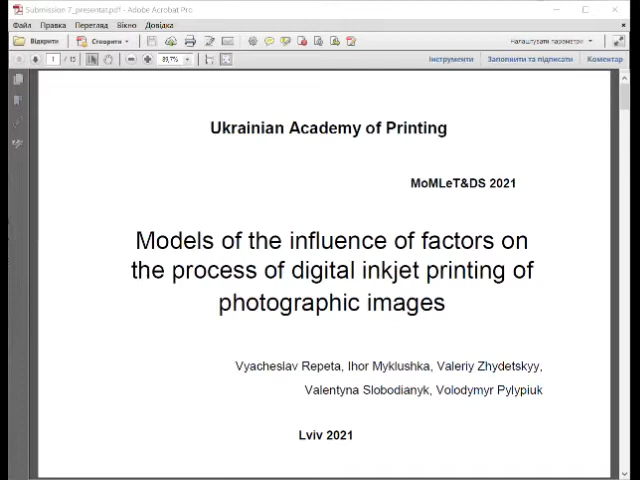 Submission 7_presentat.pdf - Adobe Acrobat Pro
Файл Правка Перегляд Вікно Довідка
Відкрити Створити Налаштувати параметри
1 / 89,7% Інструменти Заповнити та підписати Коментар
Ukrainian Academy of Printing
MoMLeT&DS 2021
Models of the influence of factors on
the process of digital inkjet printing of
photographic images
Vyacheslav Repeta, Ihor Myklushka, Valeriy Zhydetskyy,
Valentyna Slobodianyk, Volodymyr Pylypiuk
Lviv 2021